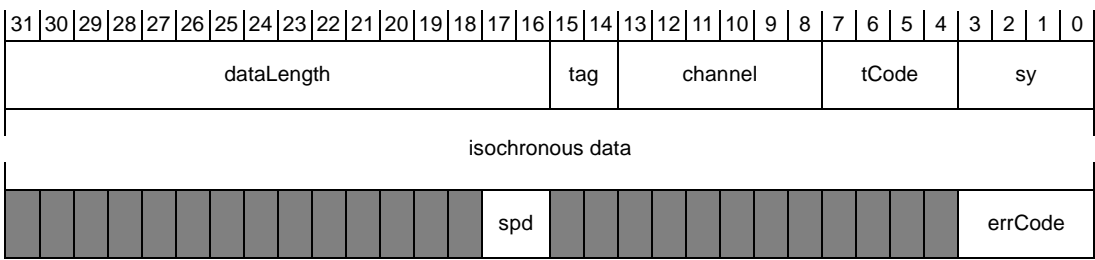 31 30 29 28 27 26 25 24 23 22 21 20 19 18 17 16 15 14 13 12 11 10 9 8 7 6 5 4 3 2 1 0
dataLength tag channel tCode sy
isochronous data
spd errCode